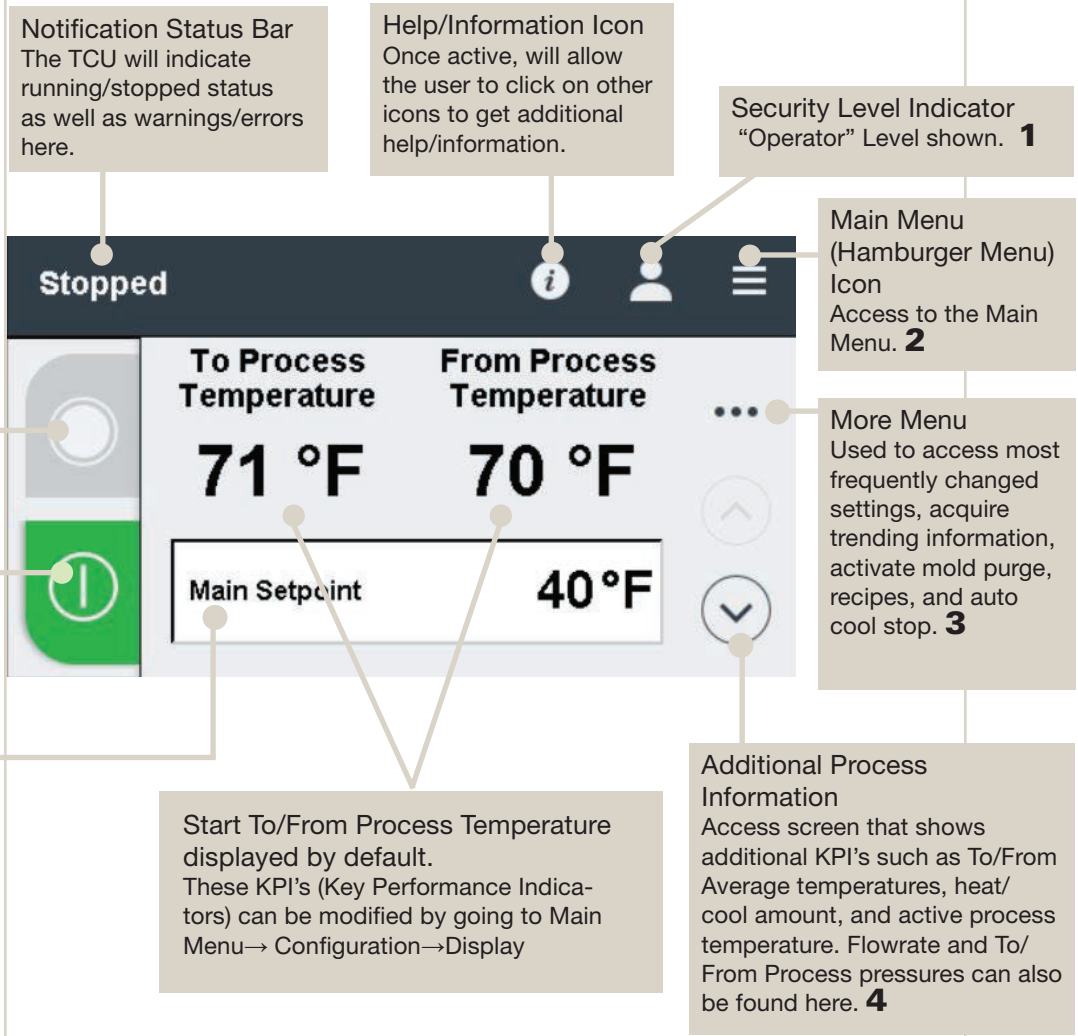 Notification Status Bar
The TCU will indicate
running/stopped status
as well as warnings/errors
here.
Help/Information Icon
Once active, will allow
the user to click on other
icons to get additional
help/information.
Security Level Indicator
“Operator” Level shown. 1
Main Menu
(Hamburger Menu)
Icon
Access to the Main
Menu. 2
Stopped
i
To Process
Temperature
From Process
Temperature
71 °F
70 °F
Main Setpoint
40°F
More Menu
Used to access most
frequently changed
settings, acquire
trending information,
activate mold purge,
recipes, and auto
cool stop. 3
Start To/From Process Temperature
displayed by default.
These KPI's (Key Performance Indica-
tors) can be modified by going to Main
Menu→ Configuration→Display
Additional Process
Information
Access screen that shows
additional KPI's such as To/From
Average temperatures, heat/
cool amount, and active process
temperature. Flowrate and To/
From Process pressures can also
be found here. 4